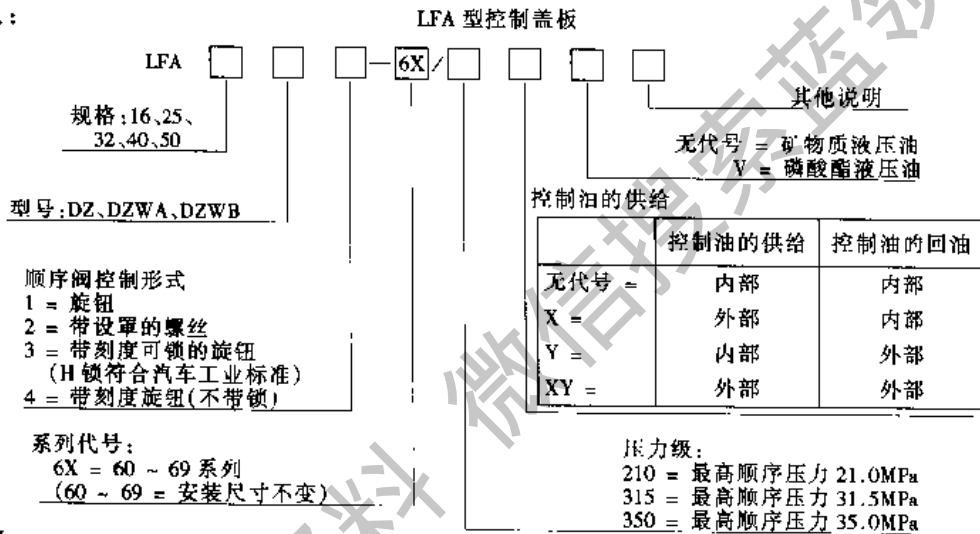 LFA 型控制盖板
LFA □ □ □—6X/□ □ □ □
规格:16、25、
32、40、50
型号:DZ、DZWA、DZWB
顺序阀控制形式
1 = 旋钮
2 = 带设罩的螺丝
3 = 带刻度可锁的旋钮
(H 锁符合汽车工业标准)
4 = 带刻度旋钮(不带锁)
系列代号:
6X = 60 ~ 69 系列
(60 ~ 69 = 安装尺寸不变)
其他说明
无代号 = 矿物质液压油
V = 磷酸酯液压油
控制油的供给
控制油的供给 控制油的回油
无代号 = 内部 内部
X = 外部 内部
Y = 内部 外部
XY = 外部 外部
压力级:
210 = 最高顺序压力 21.0MPa
315 = 最高顺序压力 31.5MPa
350 = 最高顺序压力 35.0MPa
料 微信搜索蓝领